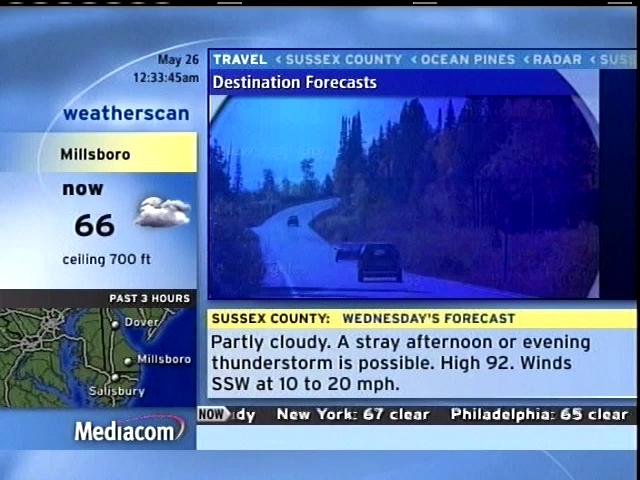 May 26
12:33:45am
weatherscan
Millsboro
now
66
ceiling 700 ft
PAST 3 HOURS
Dover
Millsboro
Salisbury
Mediacom
TRAVEL < SUSSEX COUNTY < OCEAN PINES < RADAR < SUS
Destination Forecasts
SUSSEX COUNTY: WEDNESDAY'S FORECAST
Partly cloudy. A stray afternoon or evening
thunderstorm is possible. High 92. Winds
SSW at 10 to 20 mph.
NOW dy New York: 67 clear Philadelphia: 65 clear